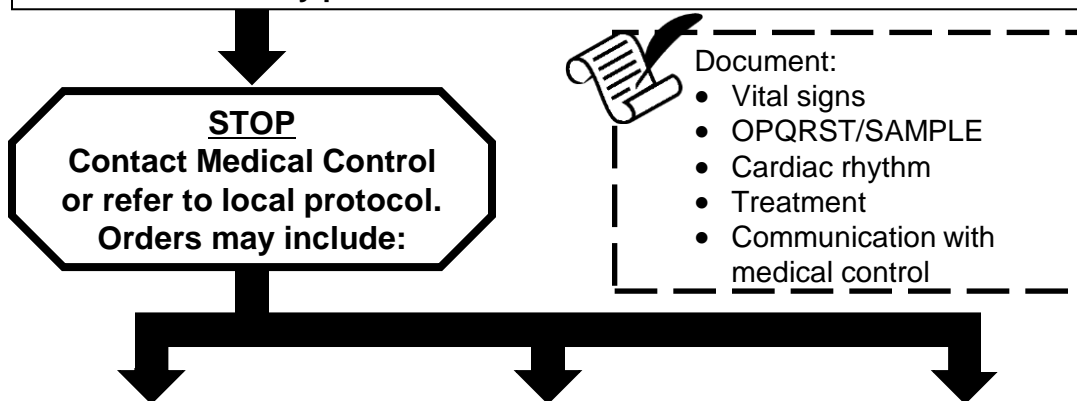 STOP
Contact Medical Control
or refer to local protocol.
Orders may include:
Document:
• Vital signs
• OPQRST/SAMPLE
• Cardiac rhythm
• Treatment
• Communication with
medical control